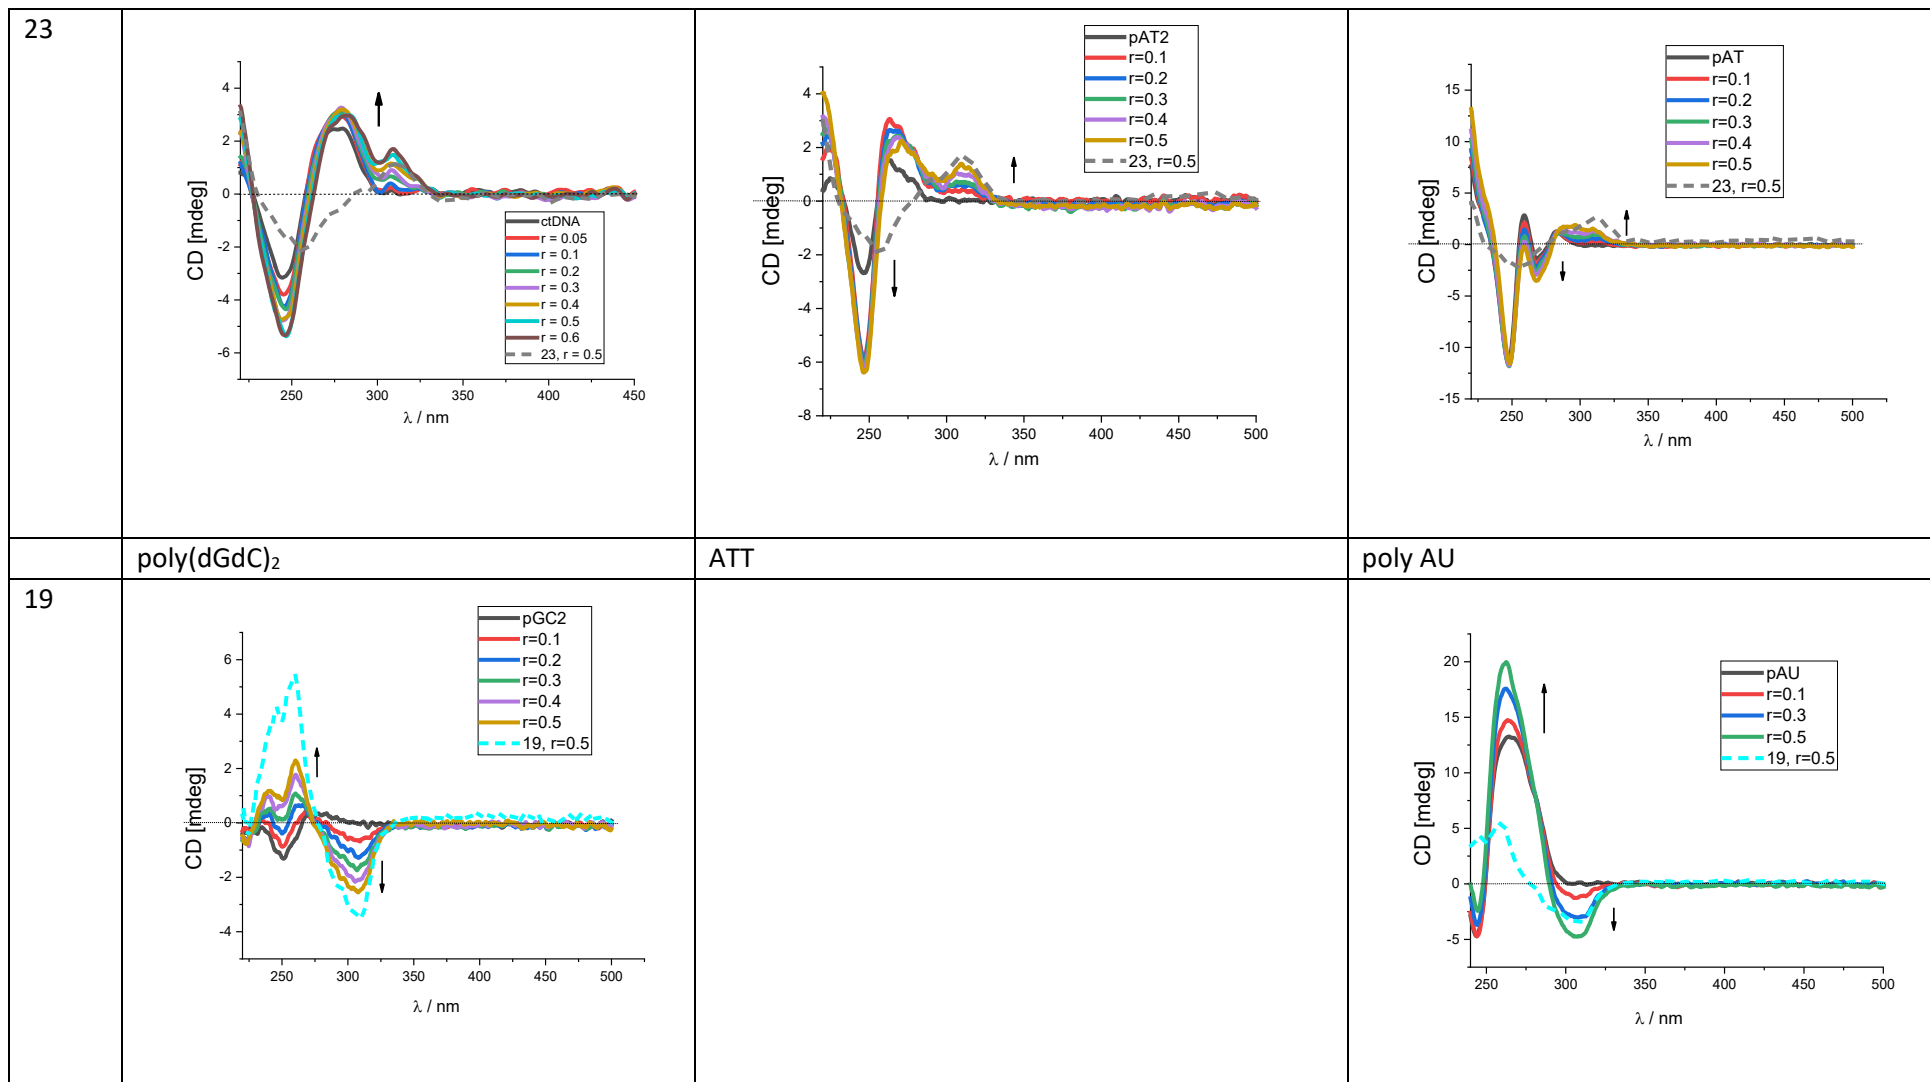 23
CD [mdeg]
4
2
0
-2
-4
-6
250 300 350 400 450
λ / nm
ctDNA
r = 0.05
r = 0.1
r = 0.2
r = 0.3
r = 0.4
r = 0.5
r = 0.6
23, r = 0.5
CD [mdeg]
4
2
0
-2
-4
-6
-8
250 300 350 400 450 500
λ / nm
pAT2
r=0.1
r=0.2
r=0.3
r=0.4
r=0.5
23, r=0.5
CD [mdeg]
15
10
5
0
-5
-10
-15
250 300 350 400 450 500
λ / nm
pAT
r=0.1
r=0.2
r=0.3
r=0.4
r=0.5
23, r=0.5
poly(dGdC)₂
ATT
poly AU
19
CD [mdeg]
6
4
2
0
-2
-4
250 300 350 400 450 500
λ / nm
pGC2
r=0.1
r=0.2
r=0.3
r=0.4
r=0.5
19, r=0.5
CD [mdeg]
20
15
10
5
0
-5
250 300 350 400 450 500
λ / nm
pAU
r=0.1
r=0.3
r=0.5
19, r=0.5